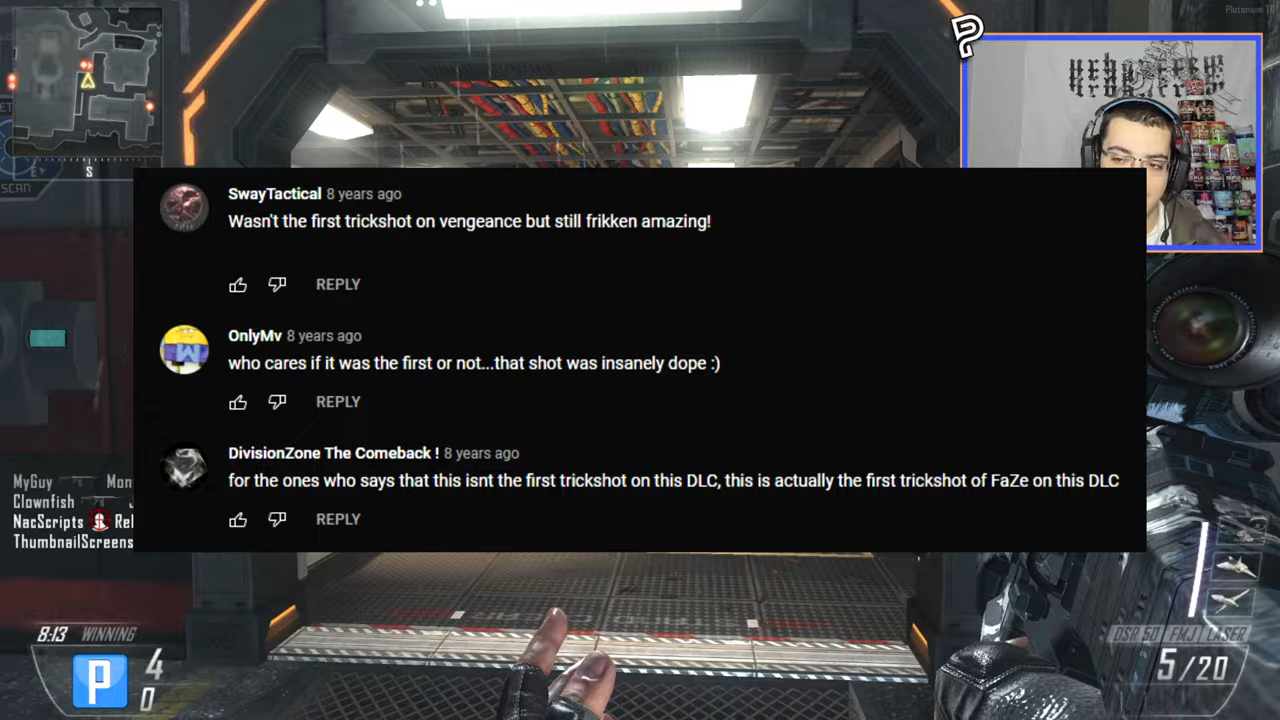 Plutonium T6
P
E
S
SCAN
SwayTactical 8 years ago
Wasn't the first trickshot on vengeance but still frikken amazing!
REPLY
OnlyMv 8 years ago
who cares if it was the first or not...that shot was insanely dope :)
REPLY
DivisionZone The Comeback ! 8 years ago
for the ones who says that this isnt the first trickshot on this DLC, this is actually the first trickshot of FaZe on this DLC
REPLY
MyGuy Mon
Clownfish
NacScripts Rel
ThumbnailScreens
8:13 WINNING
P 4
0
DSR 50 FMJ LASER
5/20